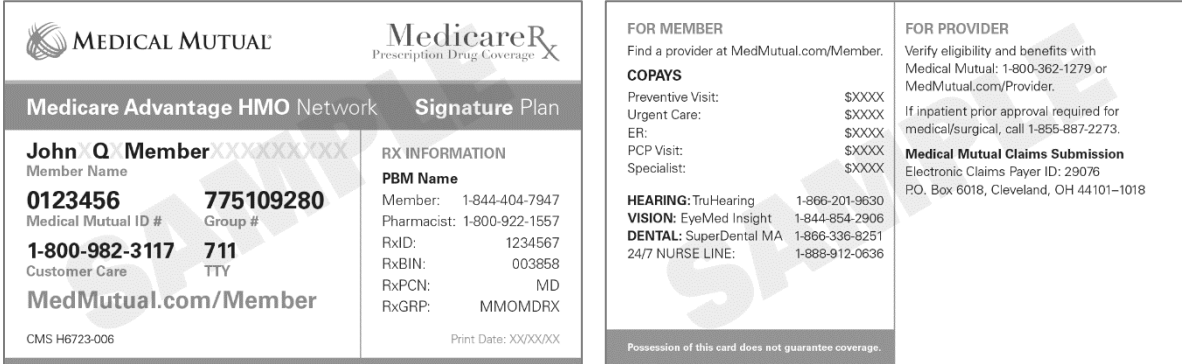 MEDICAL MUTUAL®
MedicareRx
Prescription Drug Coverage
Medicare Advantage HMO Network Signature Plan
JohnXQXMemberXXXXXXXXX
Member Name
0123456 775109280
Medical Mutual ID # Group #
1-800-982-3117 711
Customer Care TTY
MedMutual.com/Member
CMS H6723-006
RX INFORMATION
PBM Name
Member: 1-844-404-7947
Pharmacist: 1-800-922-1557
RxID: 1234567
RxBIN: 003858
RxPCN: MD
RxGRP: MMOMDRX
Print Date: XX/XX/XX
SAMPLE
FOR MEMBER
Find a provider at MedMutual.com/Member.
COPAYS
Preventive Visit: $XXXX
Urgent Care: $XXXX
ER: $XXXX
PCP Visit: $XXXX
Specialist: $XXXX
HEARING: TruHearing 1-866-201-9630
VISION: EyeMed Insight 1-844-854-2906
DENTAL: SuperDental MA 1-866-336-8251
24/7 NURSE LINE: 1-888-912-0636
Possession of this card does not guarantee coverage.
FOR PROVIDER
Verify eligibility and benefits with
Medical Mutual: 1-800-362-1279 or
MedMutual.com/Provider.
If inpatient prior approval required for
medical/surgical, call 1-855-887-2273.
Medical Mutual Claims Submission
Electronic Claims Payer ID: 29076
P.O. Box 6018, Cleveland, OH 44101–1018
SAMPLE